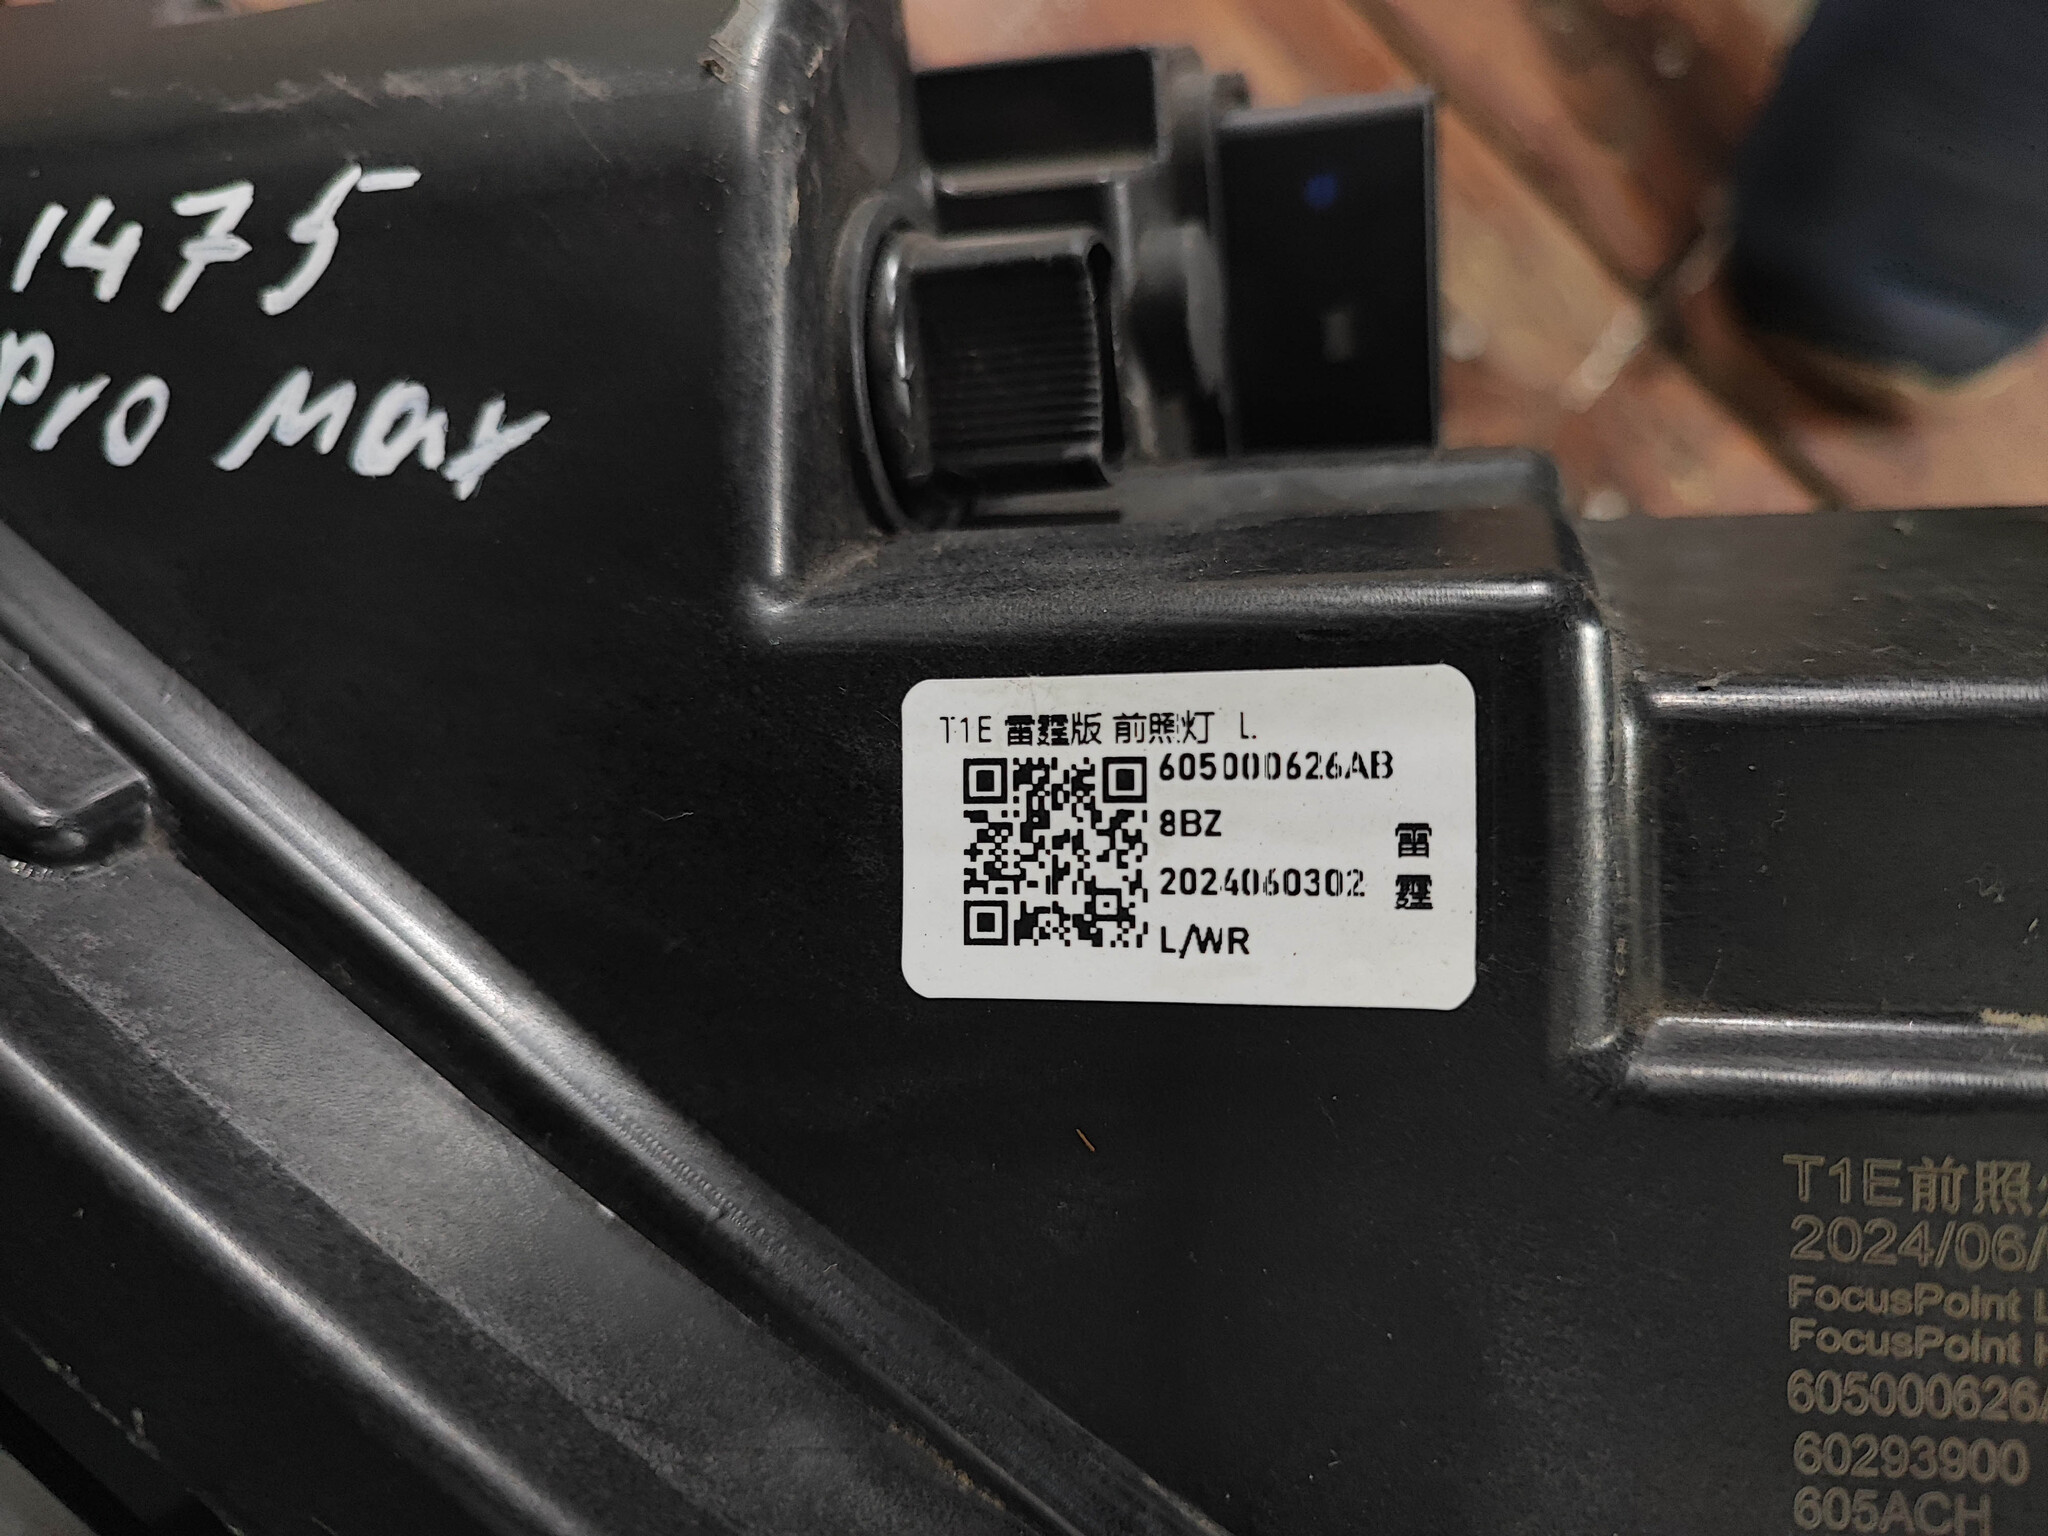 1475
Pro Max
T1E 雷霆版 前照灯 L
605000626AB
8BZ
2024060302
L/WR
雷霆
T1E前照
2024/06/
FocusPoint
FocusPoint
605000626
60293900
605ACH